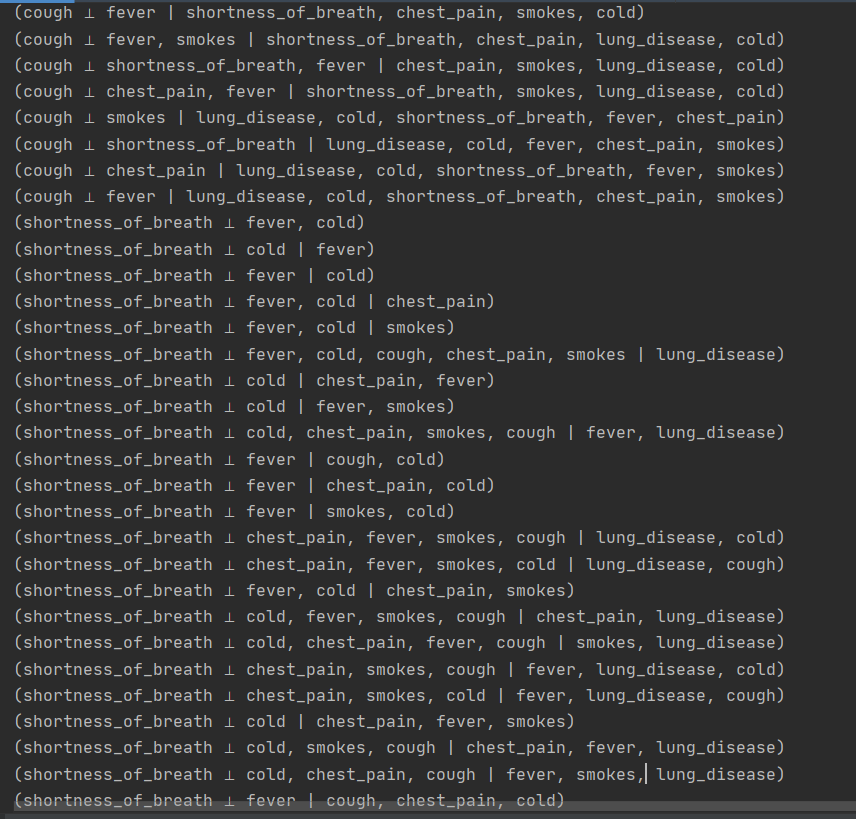 (cough ⊥ fever | shortness_of_breath, chest_pain, smokes, cold)
(cough ⊥ fever, smokes | shortness_of_breath, chest_pain, lung_disease, cold)
(cough ⊥ shortness_of_breath, fever | chest_pain, smokes, lung_disease, cold)
(cough ⊥ chest_pain, fever | shortness_of_breath, smokes, lung_disease, cold)
(cough ⊥ smokes | lung_disease, cold, shortness_of_breath, fever, chest_pain)
(cough ⊥ shortness_of_breath | lung_disease, cold, fever, chest_pain, smokes)
(cough ⊥ chest_pain | lung_disease, cold, shortness_of_breath, fever, smokes)
(cough ⊥ fever | lung_disease, cold, shortness_of_breath, chest_pain, smokes)
(shortness_of_breath ⊥ fever, cold)
(shortness_of_breath ⊥ cold | fever)
(shortness_of_breath ⊥ fever | cold)
(shortness_of_breath ⊥ fever, cold | chest_pain)
(shortness_of_breath ⊥ fever, cold | smokes)
(shortness_of_breath ⊥ fever, cold, cough, chest_pain, smokes | lung_disease)
(shortness_of_breath ⊥ cold | chest_pain, fever)
(shortness_of_breath ⊥ cold | fever, smokes)
(shortness_of_breath ⊥ cold, chest_pain, smokes, cough | fever, lung_disease)
(shortness_of_breath ⊥ fever | cough, cold)
(shortness_of_breath ⊥ fever | chest_pain, cold)
(shortness_of_breath ⊥ fever | smokes, cold)
(shortness_of_breath ⊥ chest_pain, fever, smokes, cough | lung_disease, cold)
(shortness_of_breath ⊥ chest_pain, fever, smokes, cold | lung_disease, cough)
(shortness_of_breath ⊥ fever, cold | chest_pain, smokes)
(shortness_of_breath ⊥ cold, fever, smokes, cough | chest_pain, lung_disease)
(shortness_of_breath ⊥ cold, chest_pain, fever, cough | smokes, lung_disease)
(shortness_of_breath ⊥ chest_pain, smokes, cough | fever, lung_disease, cold)
(shortness_of_breath ⊥ chest_pain, smokes, cold | fever, lung_disease, cough)
(shortness_of_breath ⊥ cold | chest_pain, fever, smokes)
(shortness_of_breath ⊥ cold, smokes, cough | chest_pain, fever, lung_disease)
(shortness_of_breath ⊥ cold, chest_pain, cough | fever, smokes, lung_disease)
(shortness_of_breath ⊥ fever | cough, chest_pain, cold)